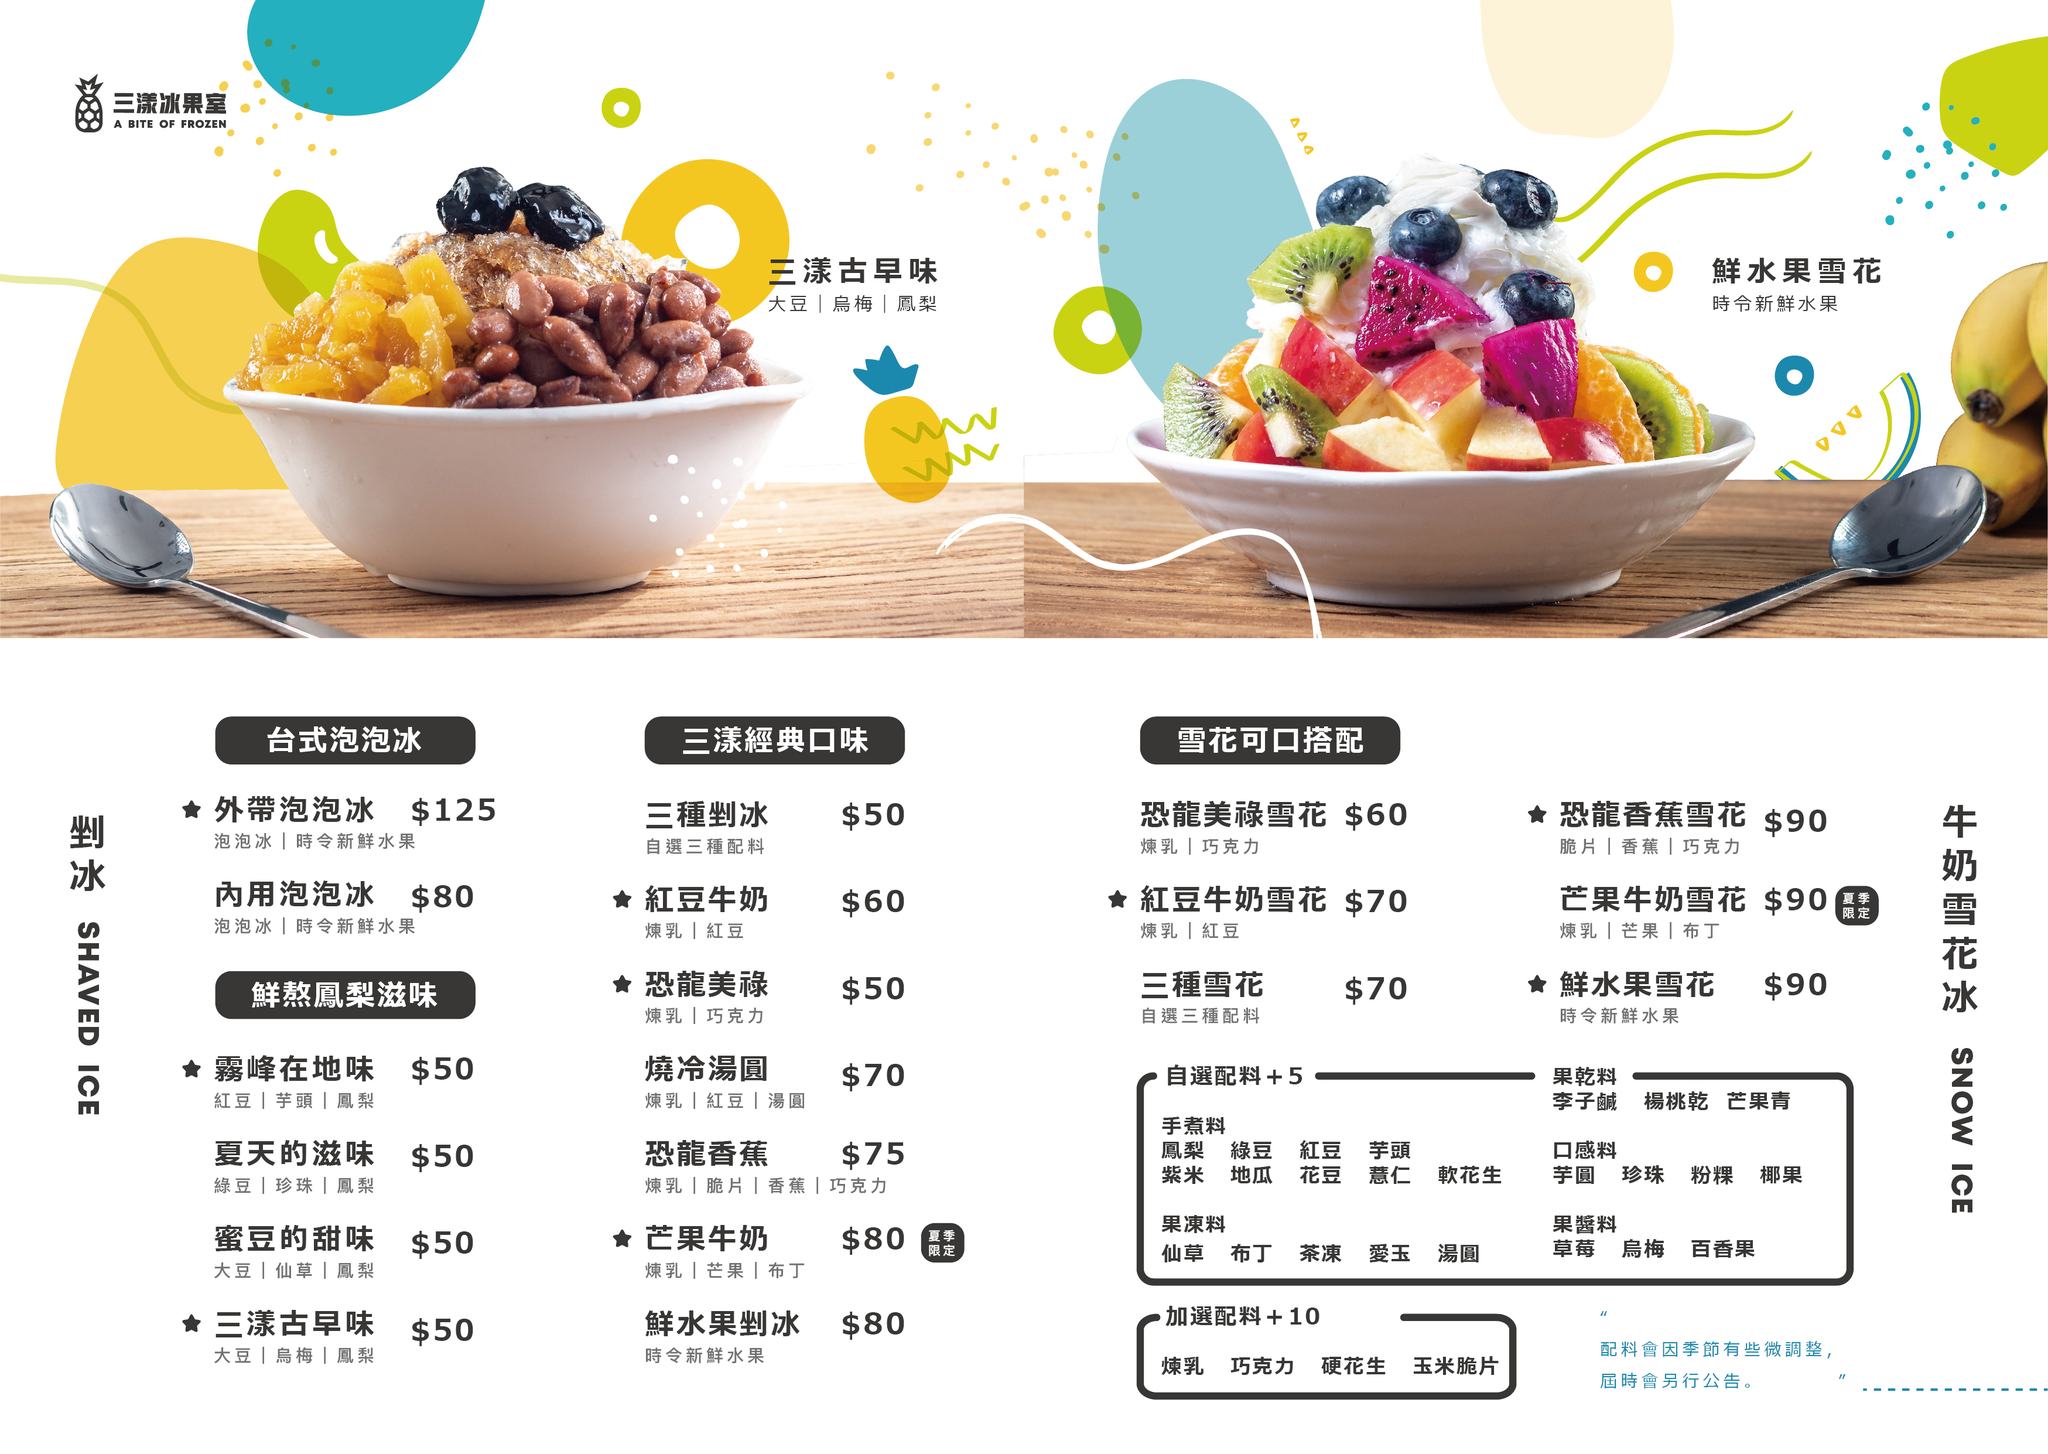 三漾冰果室
A BITE OF FROZEN
三漾古早味
大豆｜烏梅｜鳳梨
鮮水果雪花
時令新鮮水果
剉冰 SHAVED ICE
台式泡泡冰
★ 外帶泡泡冰 $125
泡泡冰｜時令新鮮水果
內用泡泡冰 $80
泡泡冰｜時令新鮮水果
鮮熬鳳梨滋味
★ 霧峰在地味 $50
紅豆｜芋頭｜鳳梨
夏天的滋味 $50
綠豆｜珍珠｜鳳梨
蜜豆的甜味 $50
大豆｜仙草｜鳳梨
★ 三漾古早味 $50
大豆｜烏梅｜鳳梨
三漾經典口味
三種剉冰 $50
自選三種配料
★ 紅豆牛奶 $60
煉乳｜紅豆
★ 恐龍美祿 $50
煉乳｜巧克力
燒冷湯圓 $70
煉乳｜紅豆｜湯圓
恐龍香蕉 $75
煉乳｜脆片｜香蕉｜巧克力
★ 芒果牛奶 $80 夏季限定
煉乳｜芒果｜布丁
鮮水果剉冰 $80
時令新鮮水果
雪花可口搭配
恐龍美祿雪花 $60
煉乳｜巧克力
★ 紅豆牛奶雪花 $70
煉乳｜紅豆
三種雪花 $70
自選三種配料
★ 恐龍香蕉雪花 $90
脆片｜香蕉｜巧克力
芒果牛奶雪花 $90 夏季限定
煉乳｜芒果｜布丁
★ 鮮水果雪花 $90
時令新鮮水果
牛奶雪花冰 SNOW ICE
自選配料+5
手煮料
鳳梨 綠豆 紅豆 芋頭
紫米 地瓜 花豆 薏仁 軟花生
果凍料
仙草 布丁 茶凍 愛玉 湯圓
果乾料
李子鹹 楊桃乾 芒果青
口感料
芋圓 珍珠 粉粿 椰果
果醬料
草莓 烏梅 百香果
加選配料+10
煉乳 巧克力 硬花生 玉米脆片
“
配料會因季節有些微調整，
屆時會另行公告。 ”